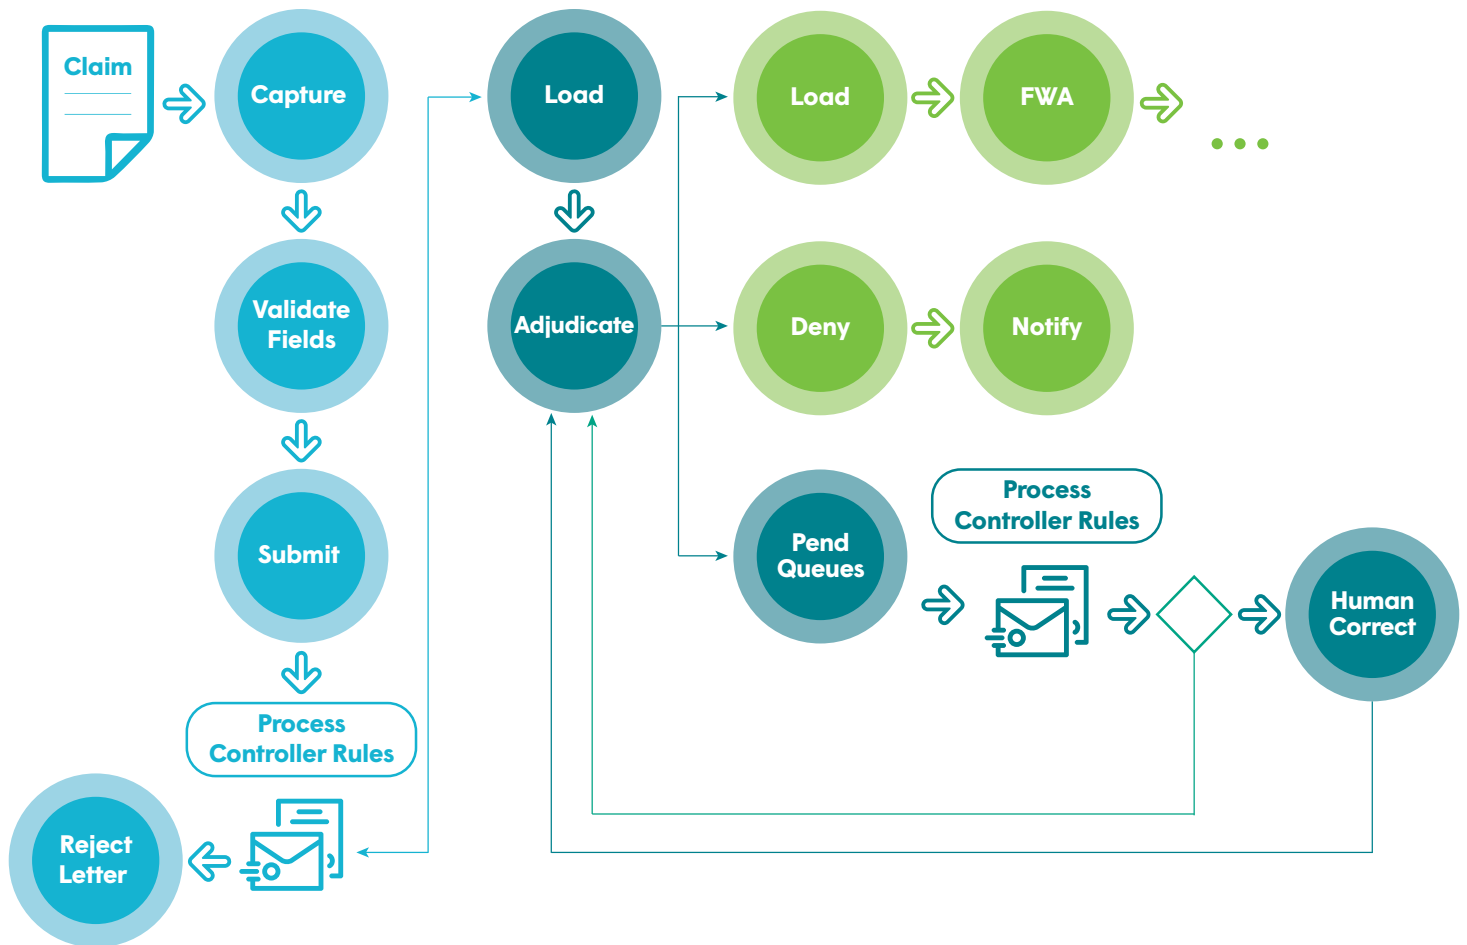 Claim
Capture
Load
Load
FWA
Validate
Fields
Adjudicate
Deny
Notify
Submit
Pend
Queues
Process
Controller Rules
Human
Correct
Process
Controller Rules
Reject
Letter